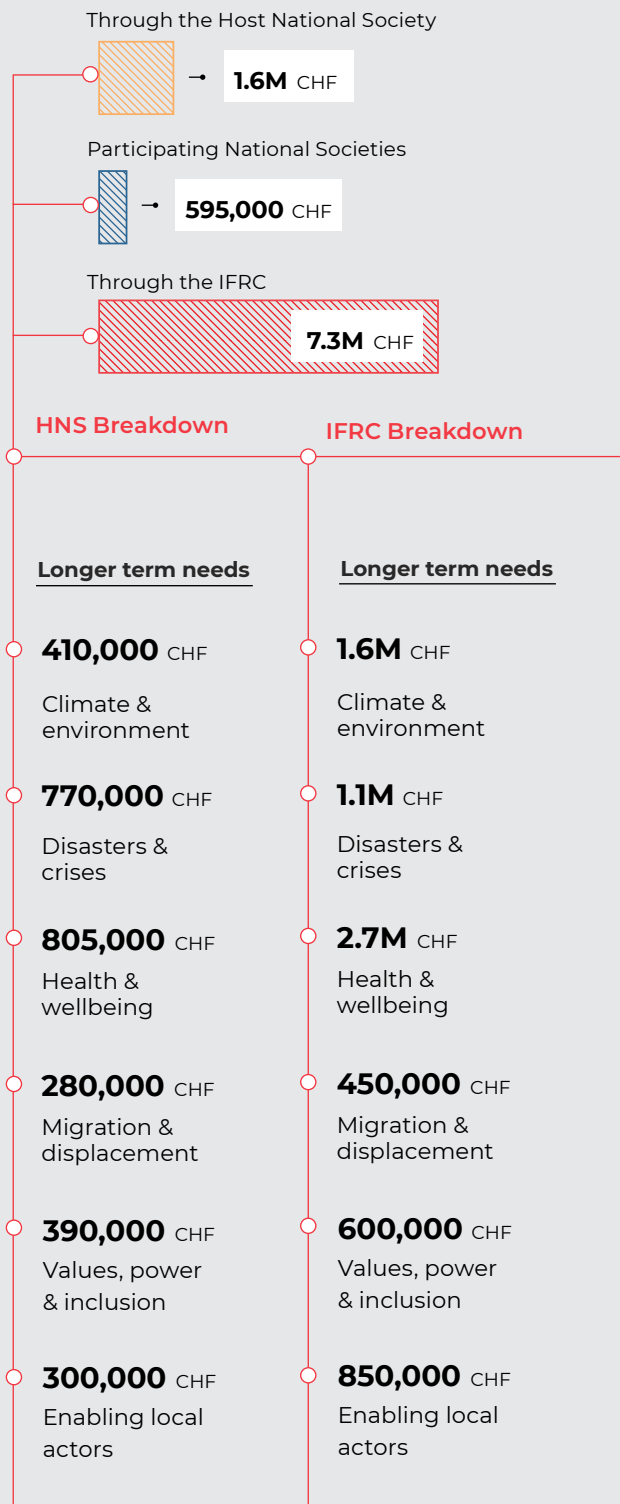 Through the Host National Society
1.6M CHF
Participating National Societies
595,000 CHF
Through the IFRC
7.3M CHF
HNS Breakdown
IFRC Breakdown
Longer term needs
410,000 CHF
Climate &
environment
770,000 CHF
Disasters &
crises
805,000 CHF
Health &
wellbeing
280,000 CHF
Migration &
displacement
390,000 CHF
Values, power
& inclusion
300,000 CHF
Enabling local
actors
Longer term needs
1.6M CHF
Climate &
environment
1.1M CHF
Disasters &
crises
2.7M CHF
Health &
wellbeing
450,000 CHF
Migration &
displacement
600,000 CHF
Values, power
& inclusion
850,000 CHF
Enabling local
actors